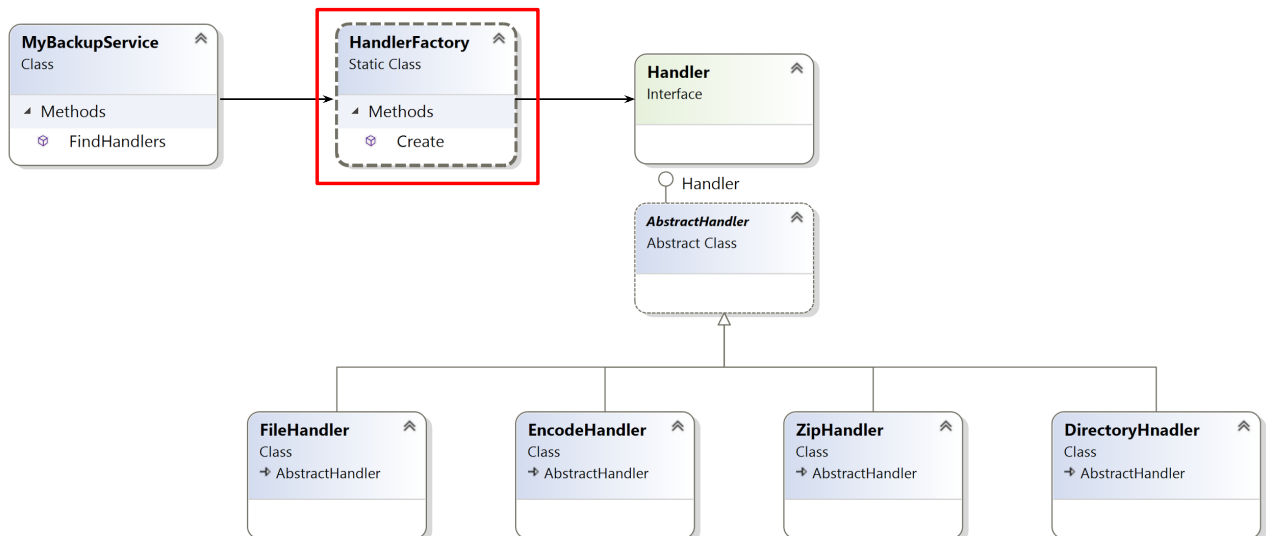 MyBackupService
Class
Methods
FindHandlers
HandlerFactory
Static Class
Methods
Create
Handler
Interface
Handler
AbstractHandler
Abstract Class
FileHandler
Class
AbstractHandler
EncodeHandler
Class
AbstractHandler
ZipHandler
Class
AbstractHandler
DirectoryHnadler
Class
AbstractHandler